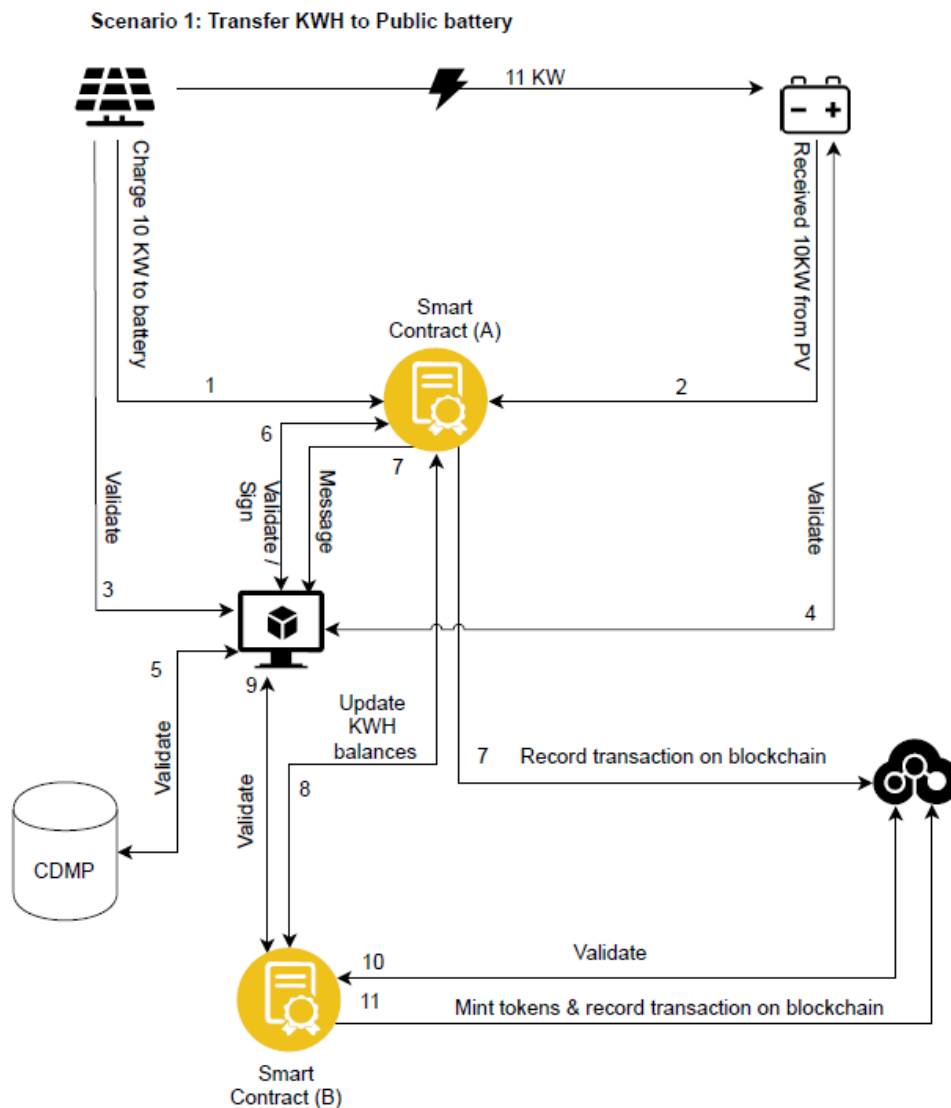 Scenario 1: Transfer KWH to Public battery
11 KW
Charge 10 KW to battery
Received 10KW from PV
Smart
Contract (A)
1
2
6
7
Validate /
Sign
Message
Validate
Validate
3
4
5
9
Update
KWH
balances
7
Record transaction on blockchain
8
Validate
Validate
CDMP
10
Validate
11
Mint tokens & record transaction on blockchain
Smart
Contract (B)